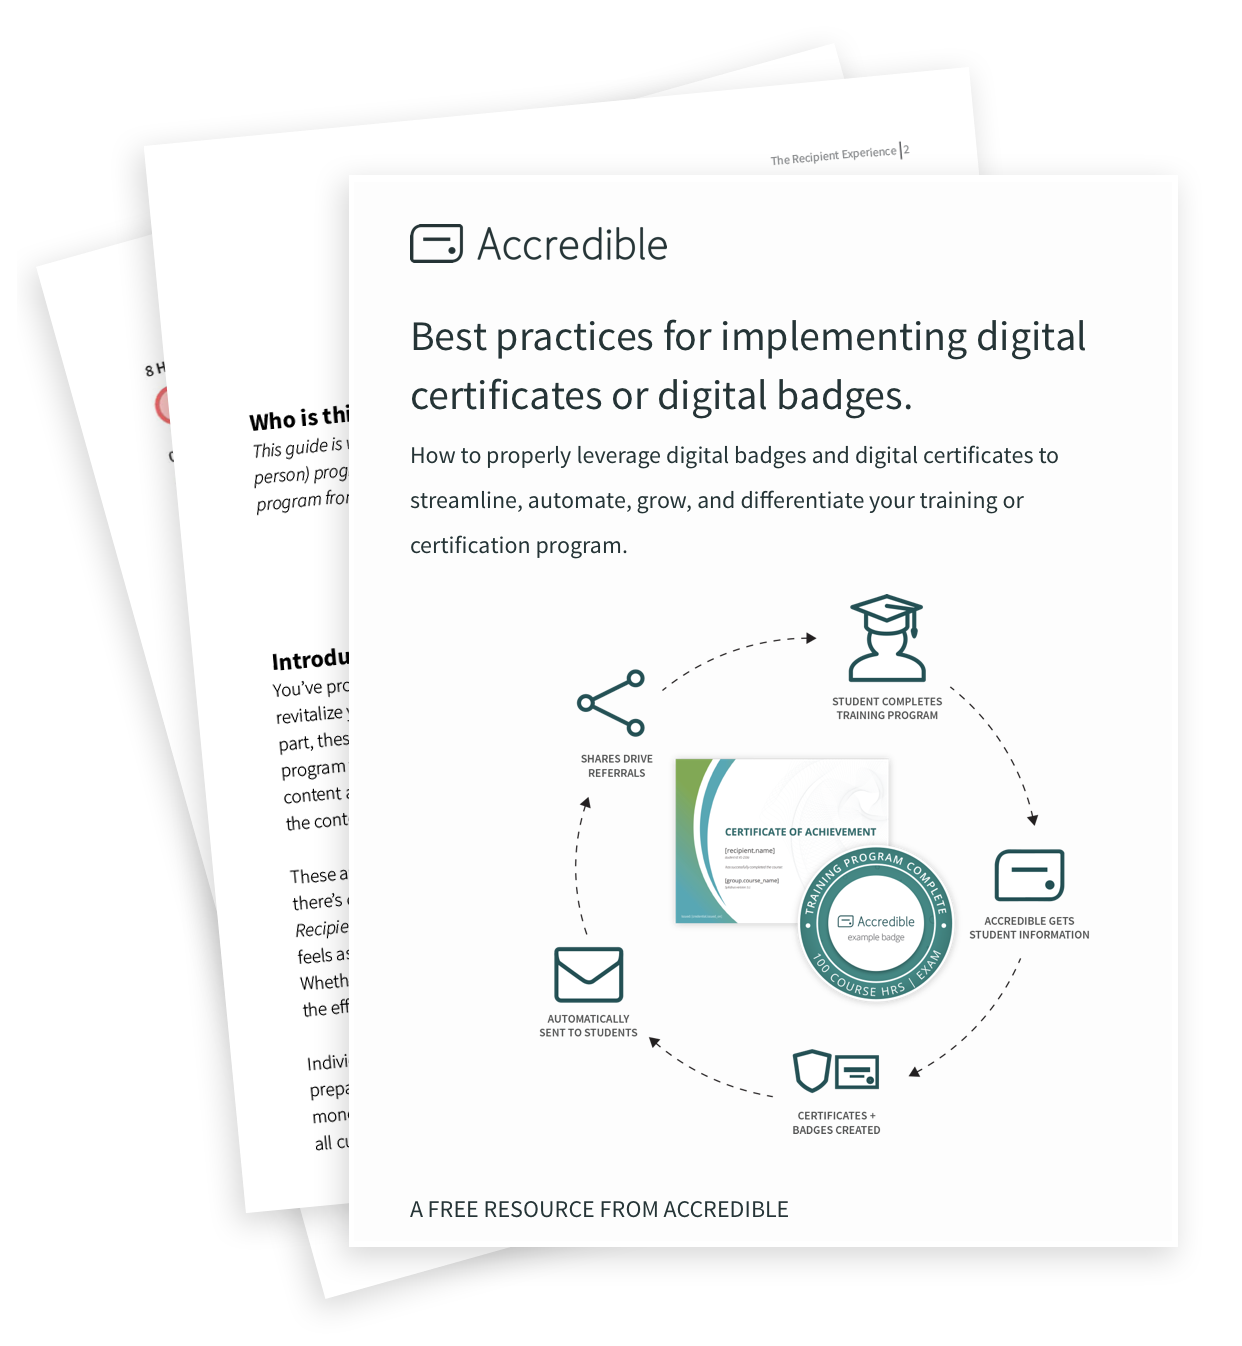 The Recipient Experience 2
8 H
Who is thi
This guide is
person) prog
program fron
Introdu
You've pro
revitalize
part, thes
program
content a
the cont
These a
there's
Recipie
feels as
Wheth
the eff
Indivi
prepa
mone
all cu
Accredible
Best practices for implementing digital
certificates or digital badges.
How to properly leverage digital badges and digital certificates to
streamline, automate, grow, and differentiate your training or
certification program.
STUDENT COMPLETES
TRAINING PROGRAM
SHARES DRIVE
REFERRALS
CERTIFICATE OF ACHIEVEMENT
[recipient.name]
[group.course_name]
TRAINING PROGRAM COMPLETE
Accredible
example badge
100 COURSE HRS | EXAM
ACCREDIBLE GETS
STUDENT INFORMATION
AUTOMATICALLY
SENT TO STUDENTS
CERTIFICATES +
BADGES CREATED
A FREE RESOURCE FROM ACCREDIBLE